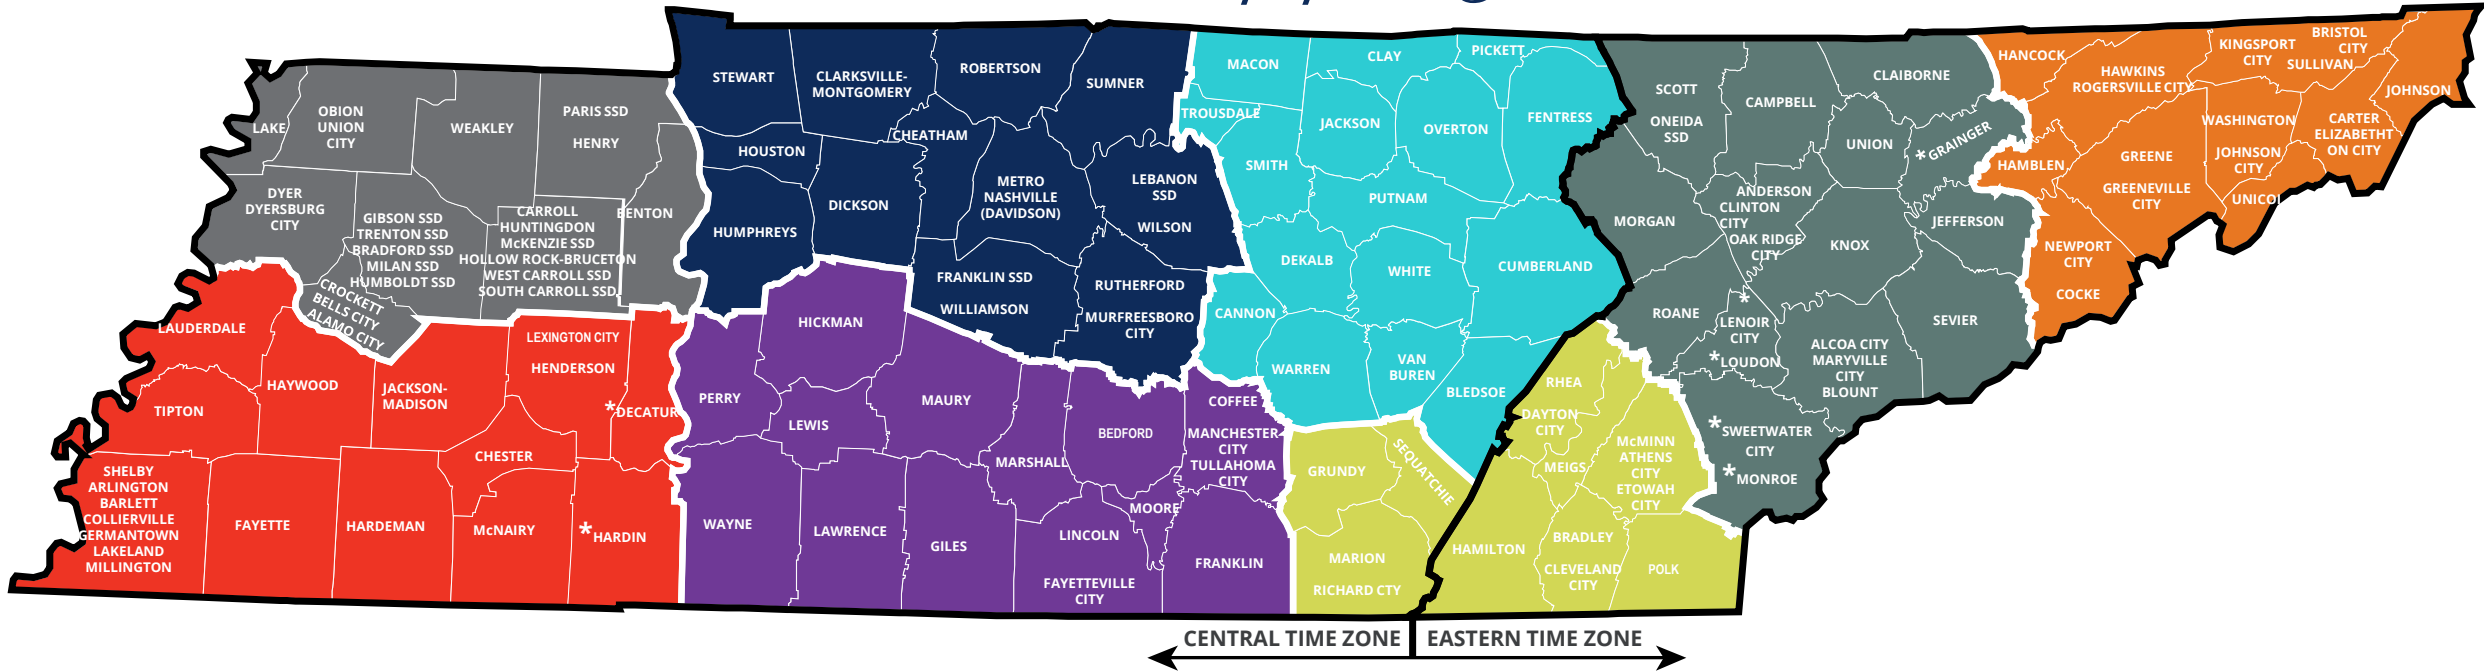 LAKE
OBION
UNION
CITY
WEAKLEY
PARIS SSD
HENRY
DYER
DYERSBURG
CITY
GIBSON SSD
TRENTON SSD
BRADFORD SSD
MILAN SSD
HUMBOLDT SSD
CARROLL
HUNTINGDON
McKENZIE SSD
HOLLOW ROCK-BRUCETON
WEST CARROLL SSD
SOUTH CARROLL SSD
BENTON
CROCKETT
BELLS CITY
ALAMO CITY
LAUDERDALE
HAYWOOD
TIPTON
JACKSON-
MADISON
LEXINGTON CITY
HENDERSON
*DECATUR
CHESTER
SHELBY
ARLINGTON
BARLETT
COLLIERVILLE
GERMANTOWN
LAKELAND
MILLINGTON
FAYETTE
HARDEMAN
McNAIRY
*HARDIN
STEWART
CLARKSVILLE-
MONTGOMERY
ROBERTSON
SUMNER
CHEATHAM
HOUSTON
DICKSON
HUMPHREYS
METRO
NASHVILLE
(DAVIDSON)
LEBANON
SSD
WILSON
FRANKLIN SSD
WILLIAMSON
RUTHERFORD
MURFREESBORO
CITY
HICKMAN
PERRY
LEWIS
MAURY
WAYNE
LAWRENCE
GILES
MARSHALL
BEDFORD
COFFEE
MANCHESTER
CITY
TULLAHOMA
CITY
MOORE
LINCOLN
FAYETTEVILLE
CITY
FRANKLIN
MACON
CLAY
PICKETT
TROUSDALE
JACKSON
OVERTON
FENTRESS
SMITH
PUTNAM
DEKALB
WHITE
CUMBERLAND
CANNON
WARREN
VAN
BUREN
BLEDSOE
GRUNDY
SEQUATCHIE
MARION
RICHARD CTY
RHEA
DAYTON
CITY
MEIGS
McMINN
ATHENS
CITY
ETOWAH
CITY
HAMILTON
BRADLEY
CLEVELAND
CITY
POLK
SCOTT
ONEIDA
SSD
CAMPBELL
CLAIBORNE
UNION
*GRAINGER
MORGAN
ANDERSON
CLINTON
CITY
OAK RIDGE
CITY
KNOX
JEFFERSON
ROANE
*
LENOIR
CITY
*LOUDON
ALCOA CITY
MARYVILLE
CITY
BLOUNT
SEVIER
*SWEETWATER
CITY
*MONROE
HANCOCK
HAWKINS
ROGERSVILLE CITY
KINGSPORT
CITY
BRISTOL
CITY
SULLIVAN
JOHNSON
HAMBLEN
GREENE
GREENEVILLE
CITY
WASHINGTON
JOHNSON
CITY
UNICOI
CARTER
ELIZABETHT
ON CITY
NEWPORT
CITY
COCKE
CENTRAL TIME ZONE
EASTERN TIME ZONE